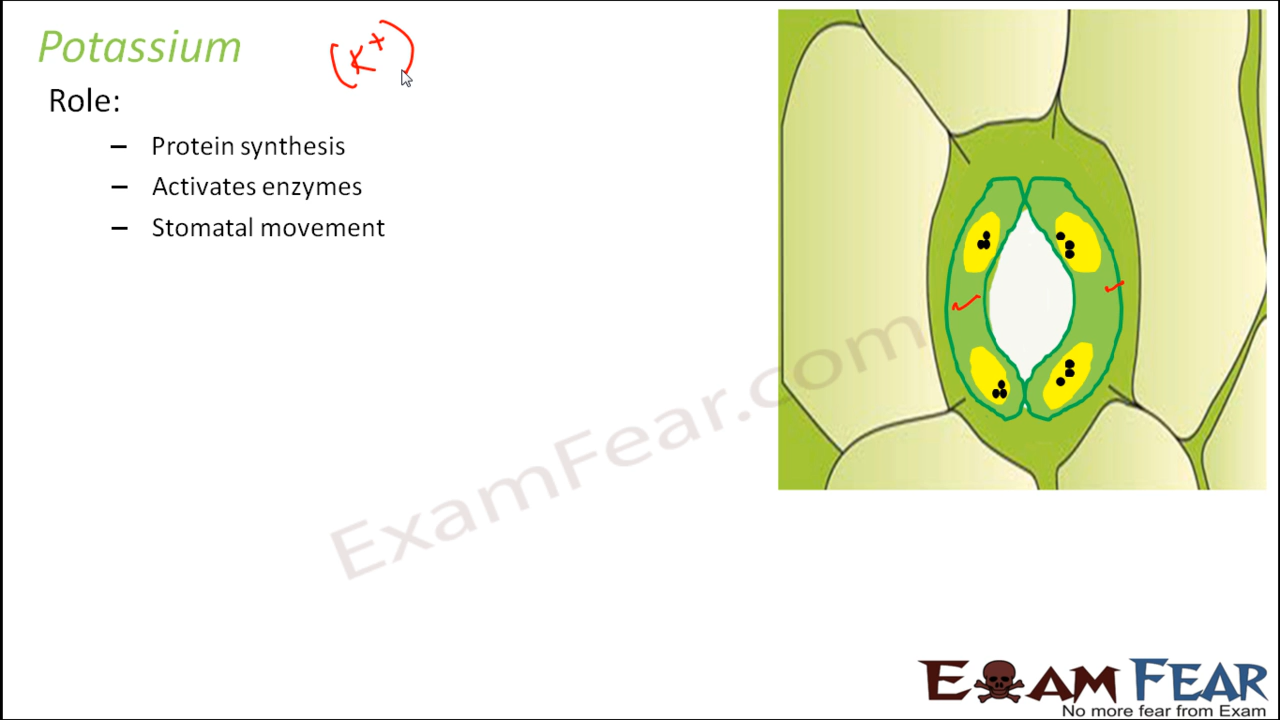 Potassium (K+)
Role:
– Protein synthesis
– Activates enzymes
– Stomatal movement
ExamFear.com
EXAM FEAR
No more fear from Exam